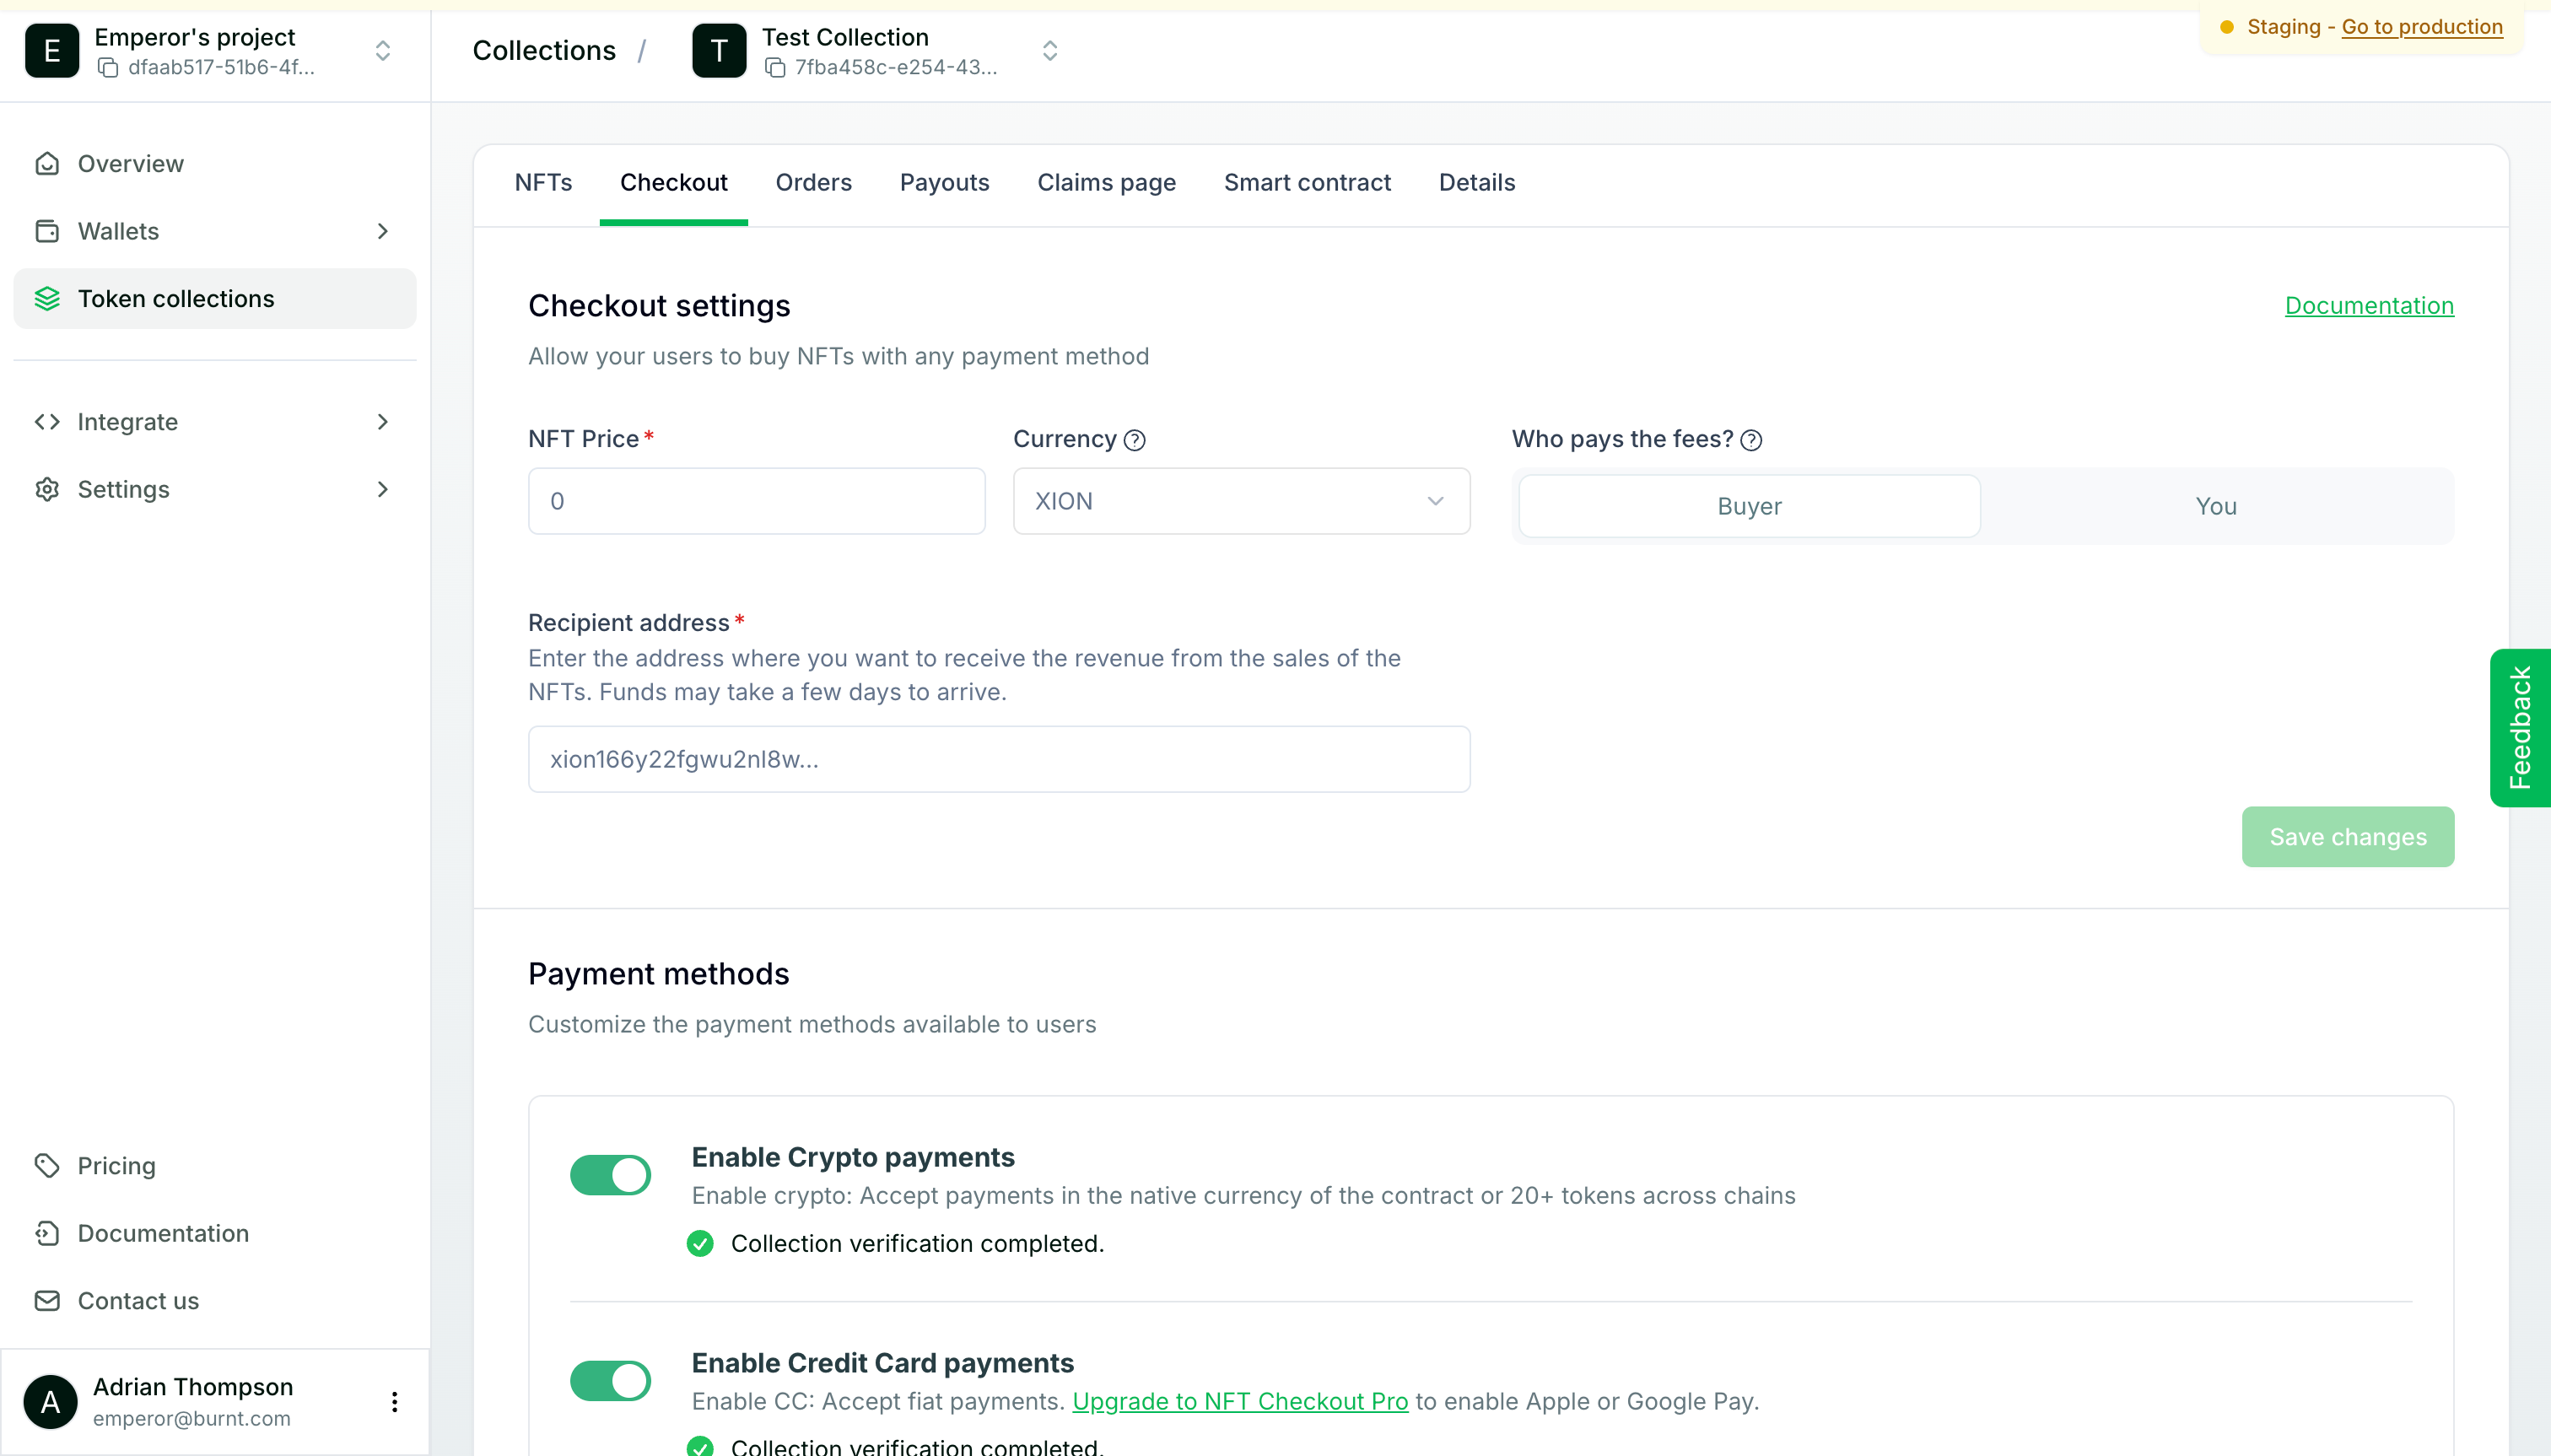 E
Emperor's project
dfaab517-51b6-4f...
Collections /
T
Test Collection
7fba458c-e254-43...
Staging - Go to production
Overview
Wallets
Token collections
Integrate
Settings
Pricing
Documentation
Contact us
A
Adrian Thompson
emperor@burnt.com
NFTs Checkout Orders Payouts Claims page Smart contract Details
Checkout settings
Documentation
Allow your users to buy NFTs with any payment method
NFT Price*
Currency ?
Who pays the fees? ?
0
XION
Buyer
You
Recipient address*
Enter the address where you want to receive the revenue from the sales of the
NFTs. Funds may take a few days to arrive.
xion166y22fgwu2nl8w...
Save changes
Feedback
Payment methods
Customize the payment methods available to users
Enable Crypto payments
Enable crypto: Accept payments in the native currency of the contract or 20+ tokens across chains
Collection verification completed.
Enable Credit Card payments
Enable CC: Accept fiat payments. Upgrade to NFT Checkout Pro to enable Apple or Google Pay.
Collection verification completed.